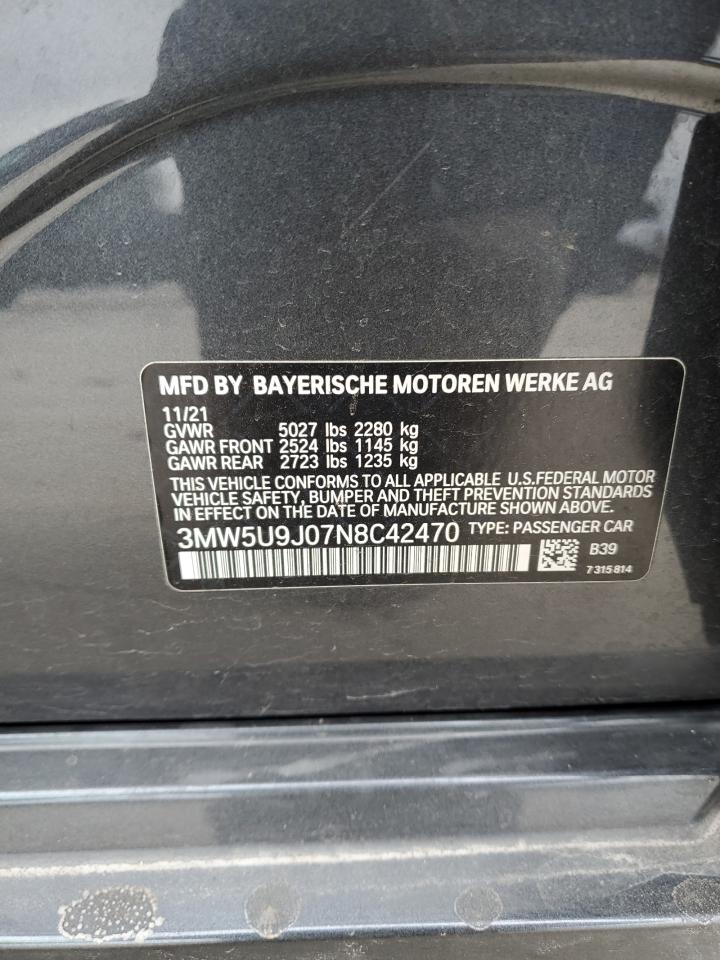 MFD BY BAYERISCHE MOTOREN WERKE AG
11/21
GVWR 5027 lbs 2280 kg
GAWR FRONT 2524 lbs 1145 kg
GAWR REAR 2723 lbs 1235 kg
THIS VEHICLE CONFORMS TO ALL APPLICABLE U.S.FEDERAL MOTOR
VEHICLE SAFETY, BUMPER AND THEFT PREVENTION STANDARDS
IN EFFECT ON THE DATE OF MANUFACTURE SHOWN ABOVE.
3MW5U9J07N8C42470 TYPE: PASSENGER CAR
B39
7 315 814